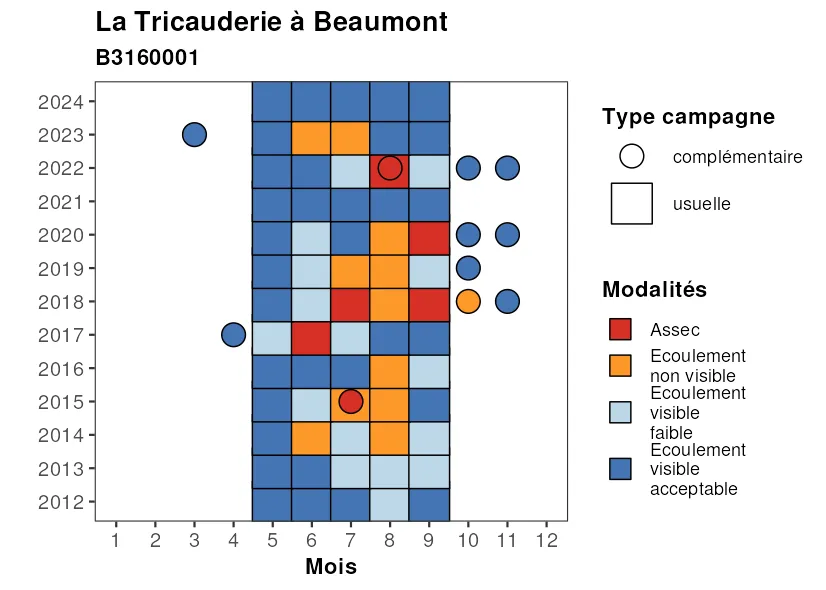 La Tricauderie à Beaumont
B3160001
2024
2023
2022
2021
2020
2019
2018
2017
2016
2015
2014
2013
2012
1 2 3 4 5 6 7 8 9 10 11 12
Mois
Type campagne
complémentaire
usuelle
Modalités
Assec
Ecoulement
non visible
Ecoulement
visible
faible
Ecoulement
visible
acceptable